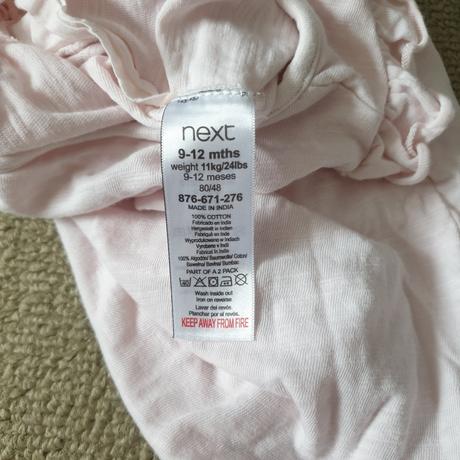 next
9-12 mths
weight 11kg/24lbs
9-12 meses
80/48
876-671-276
MADE IN INDIA
100% COTTON
Fabricado en India
Hergestellt in Indien
Fabriqué en Inde
Wyprodukowano w Indiach
Vyrobeno v Indii
Fabricat în India
100% Algodon/ Baumwolle/ Coton/
Bawełna/ Bavlna/ Bumbac
PART OF A 2 PACK
Wash inside out
Iron on reverse
Lavar del revés.
Planchar por el revés.
KEEP AWAY FROM FIRE